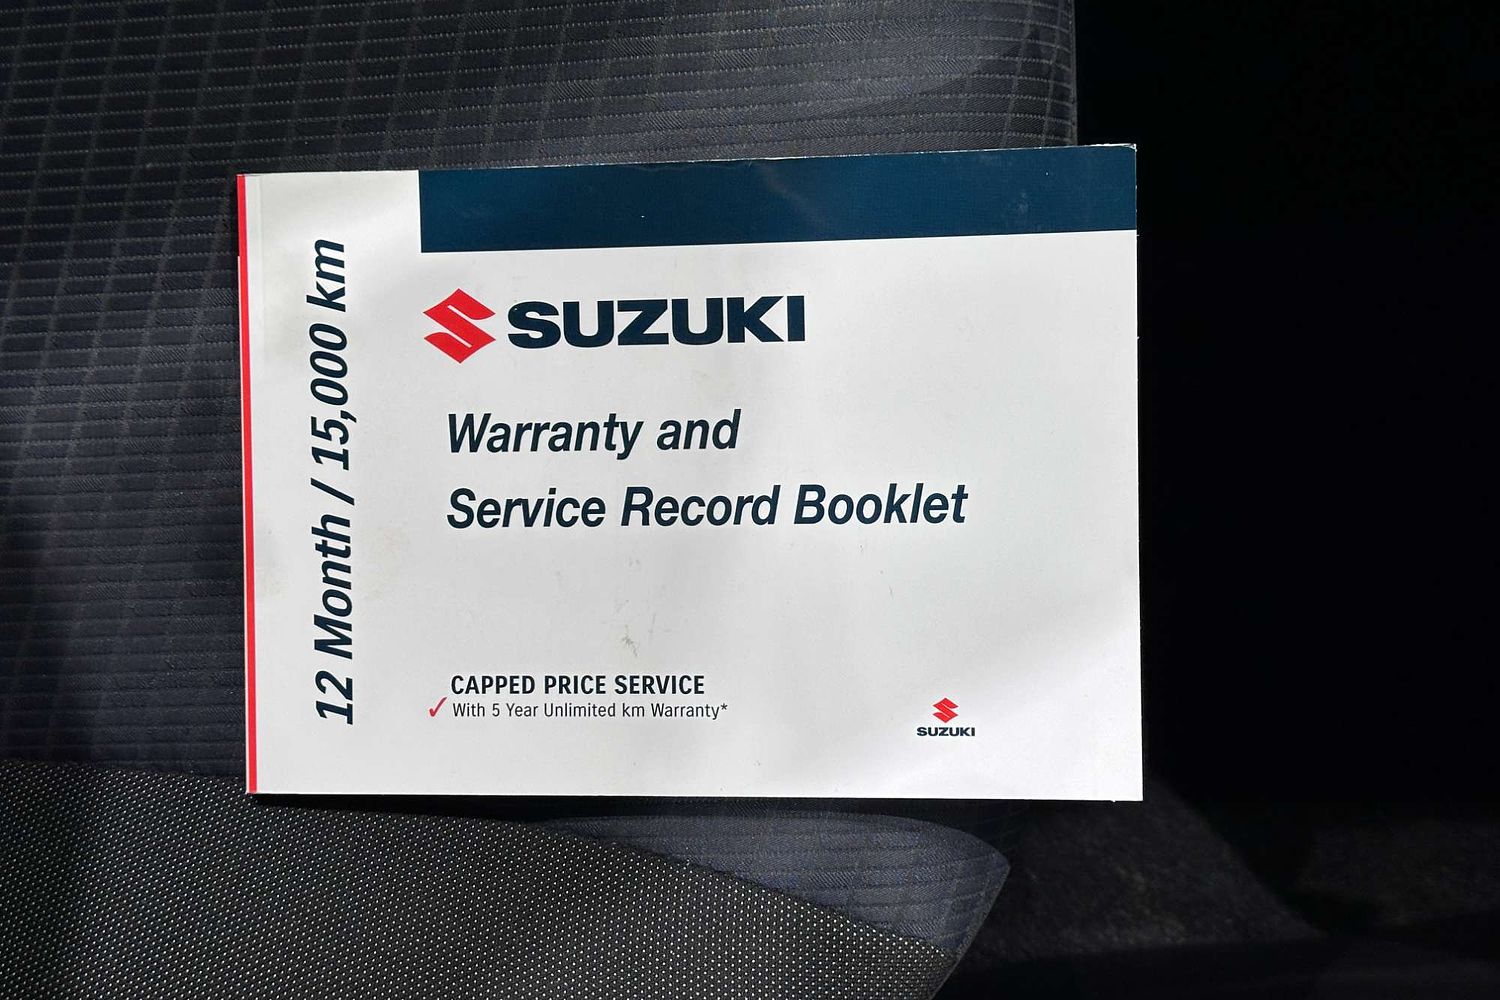 12 Month / 15,000 km
SUZUKI
Warranty and
Service Record Booklet
CAPPED PRICE SERVICE
With 5 Year Unlimited km Warranty*
SUZUKI